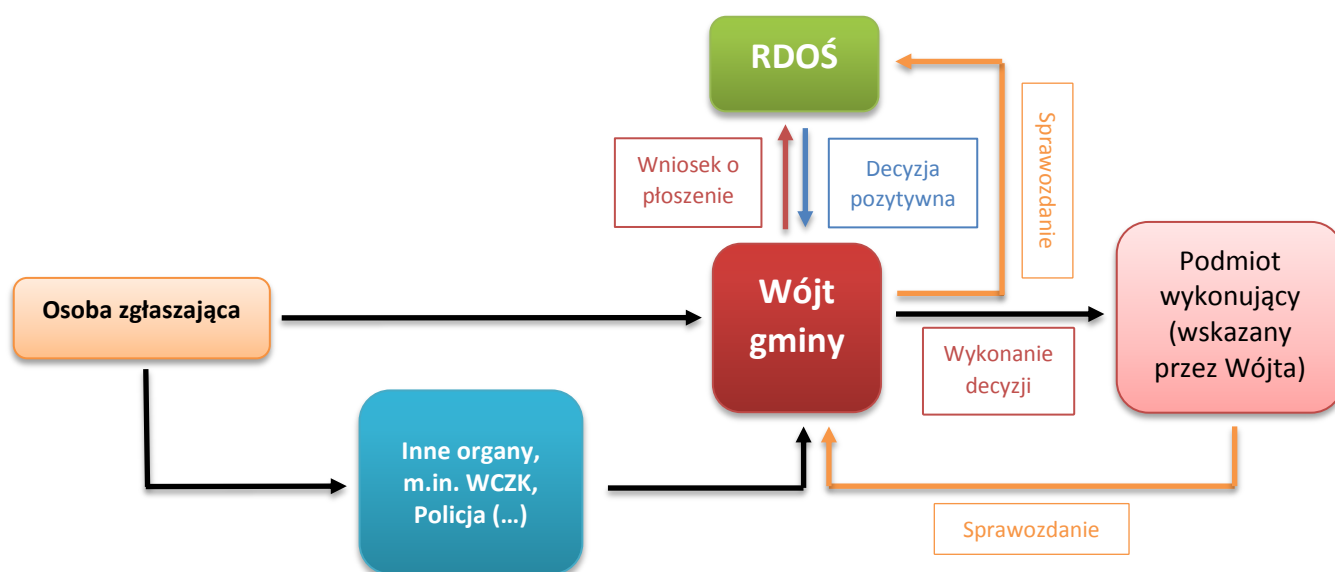 RDOŚ
Wniosek o
płoszenie
Decyzja
pozytywna
Sprawozdanie
Osoba zgłaszająca
Wójt
gminy
Wykonanie
decyzji
Podmiot
wykonujący
(wskazany
przez Wójta)
Inne organy,
m.in. WCZK,
Policja (...)
Sprawozdanie